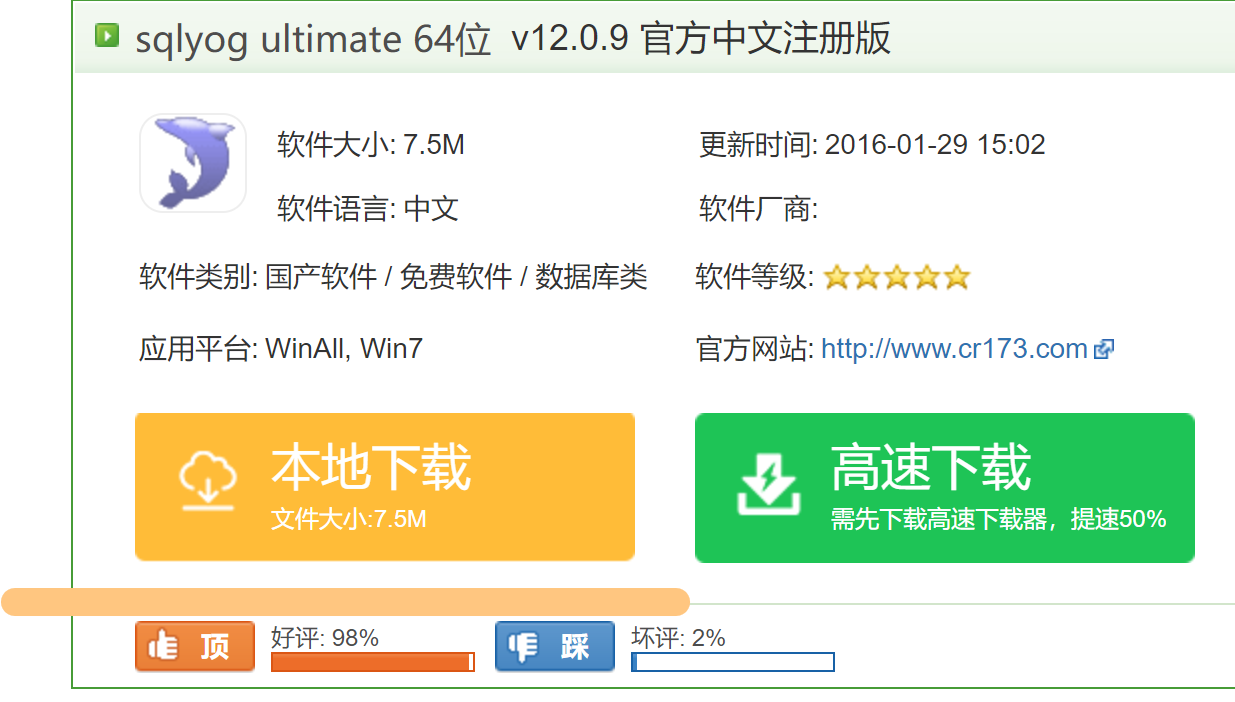 sqlyog ultimate 64位 v12.0.9 官方中文注册版
软件大小: 7.5M
更新时间: 2016-01-29 15:02
软件语言: 中文
软件厂商:
软件类别: 国产软件 / 免费软件 / 数据库类
软件等级:
应用平台: WinAll, Win7
官方网站: http://www.cr173.com
本地下载
文件大小:7.5M
高速下载
需先下载高速下载器，提速50%
顶
好评: 98%
踩
坏评: 2%